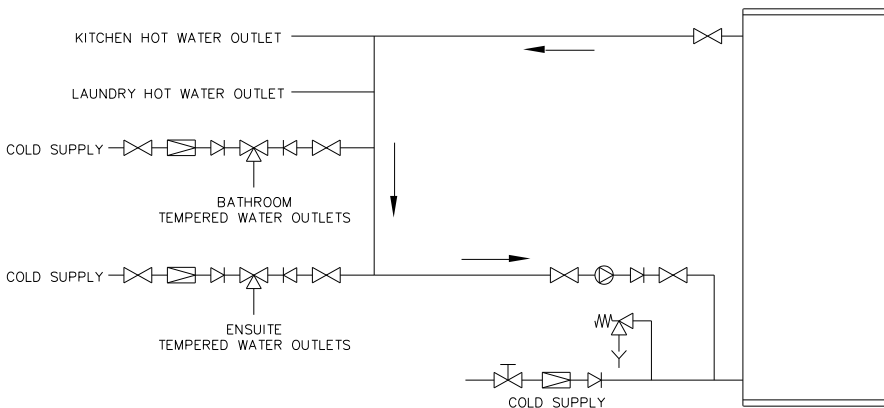 KITCHEN HOT WATER OUTLET
LAUNDRY HOT WATER OUTLET
COLD SUPPLY
BATHROOM
TEMPERED WATER OUTLETS
COLD SUPPLY
ENSUITE
TEMPERED WATER OUTLETS
COLD SUPPLY